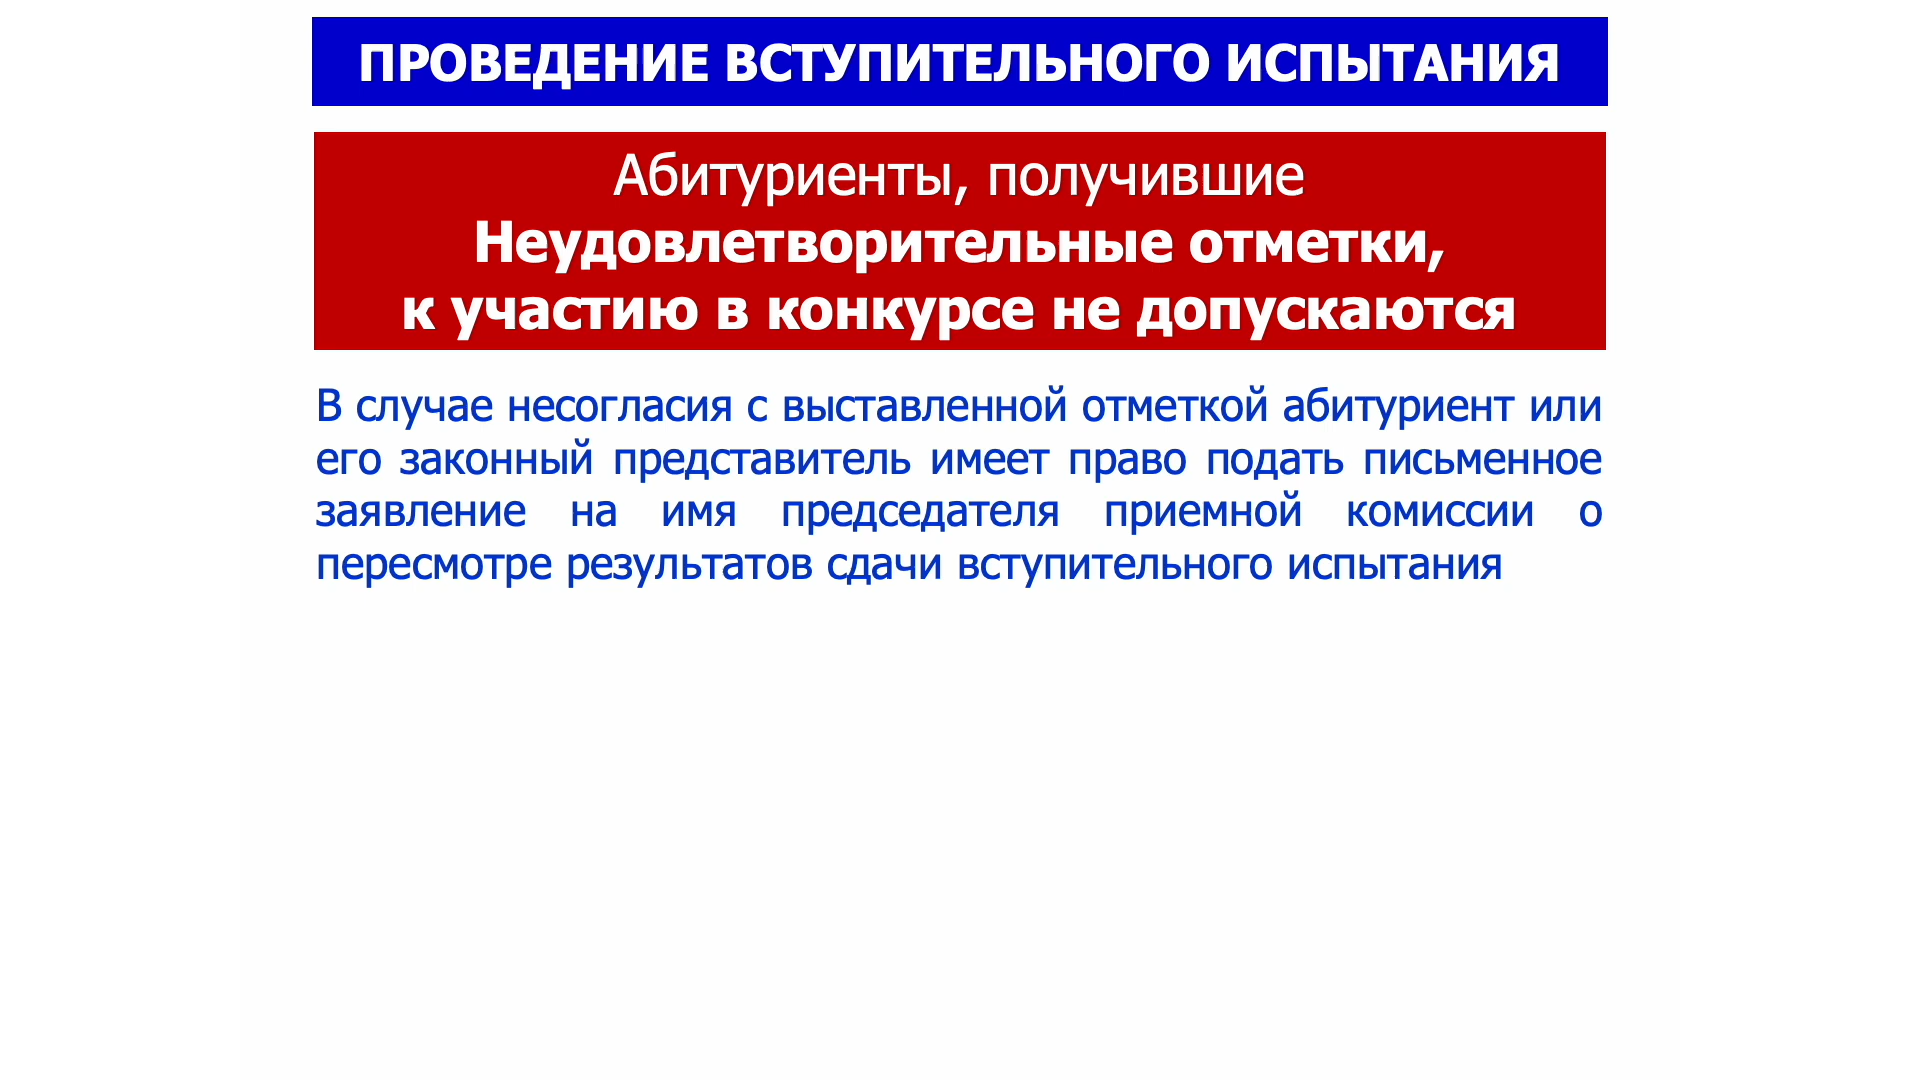 ПРОВЕДЕНИЕ ВСТУПИТЕЛЬНОГО ИСПЫТАНИЯ
Абитуриенты, получившие
Неудовлетворительные отметки,
к участию в конкурсе не допускаются
В случае несогласия с выставленной отметкой абитуриент или
его законный представитель имеет право подать письменное
заявление на имя председателя приемной комиссии о
пересмотре результатов сдачи вступительного испытания